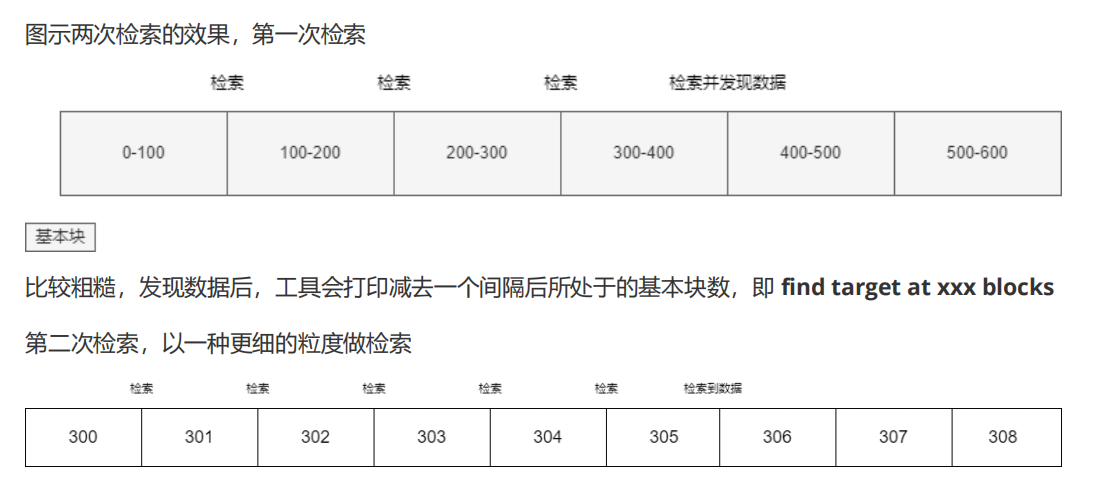 图示两次检索的效果，第一次检索
检索 检索 检索 检索并发现数据
0-100 100-200 200-300 300-400 400-500 500-600
基本块
比较粗糙，发现数据后，工具会打印减去一个间隔后所处于的基本块数，即 find target at xxx blocks
第二次检索，以一种更细的粒度做检索
检索 检索 检索 检索 检索 检索到数据
300 301 302 303 304 305 306 307 308